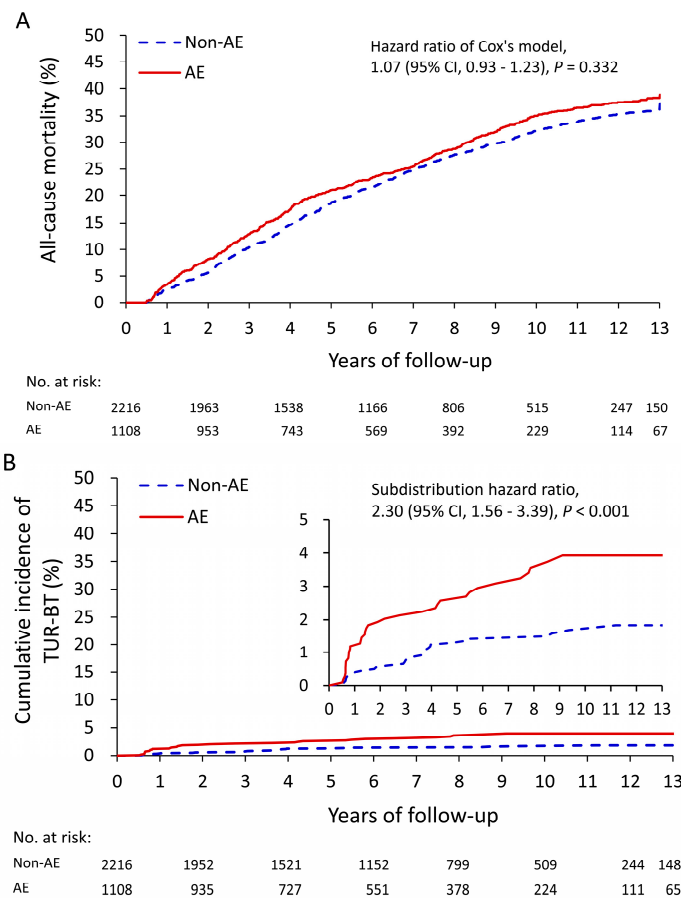 A
Non-AE
AE
Hazard ratio of Cox's model,
1.07 (95% CI, 0.93 - 1.23), P = 0.332
All-cause mortality (%)
50
45
40
35
30
25
20
15
10
5
0
0 1 2 3 4 5 6 7 8 9 10 11 12 13
Years of follow-up
No. at risk:
Non-AE 2216 1963 1538 1166 806 515 247 150
AE 1108 953 743 569 392 229 114 67
B
Non-AE
AE
Subdistribution hazard ratio,
2.30 (95% CI, 1.56 - 3.39), P < 0.001
Cumulative incidence of
TUR-BT (%)
50
45
40
35
30
25
20
15
10
5
0
5
4
3
2
1
0
0 1 2 3 4 5 6 7 8 9 10 11 12 13
0 1 2 3 4 5 6 7 8 9 10 11 12 13
Years of follow-up
No. at risk:
Non-AE 2216 1952 1521 1152 799 509 244 148
AE 1108 935 727 551 378 224 111 65